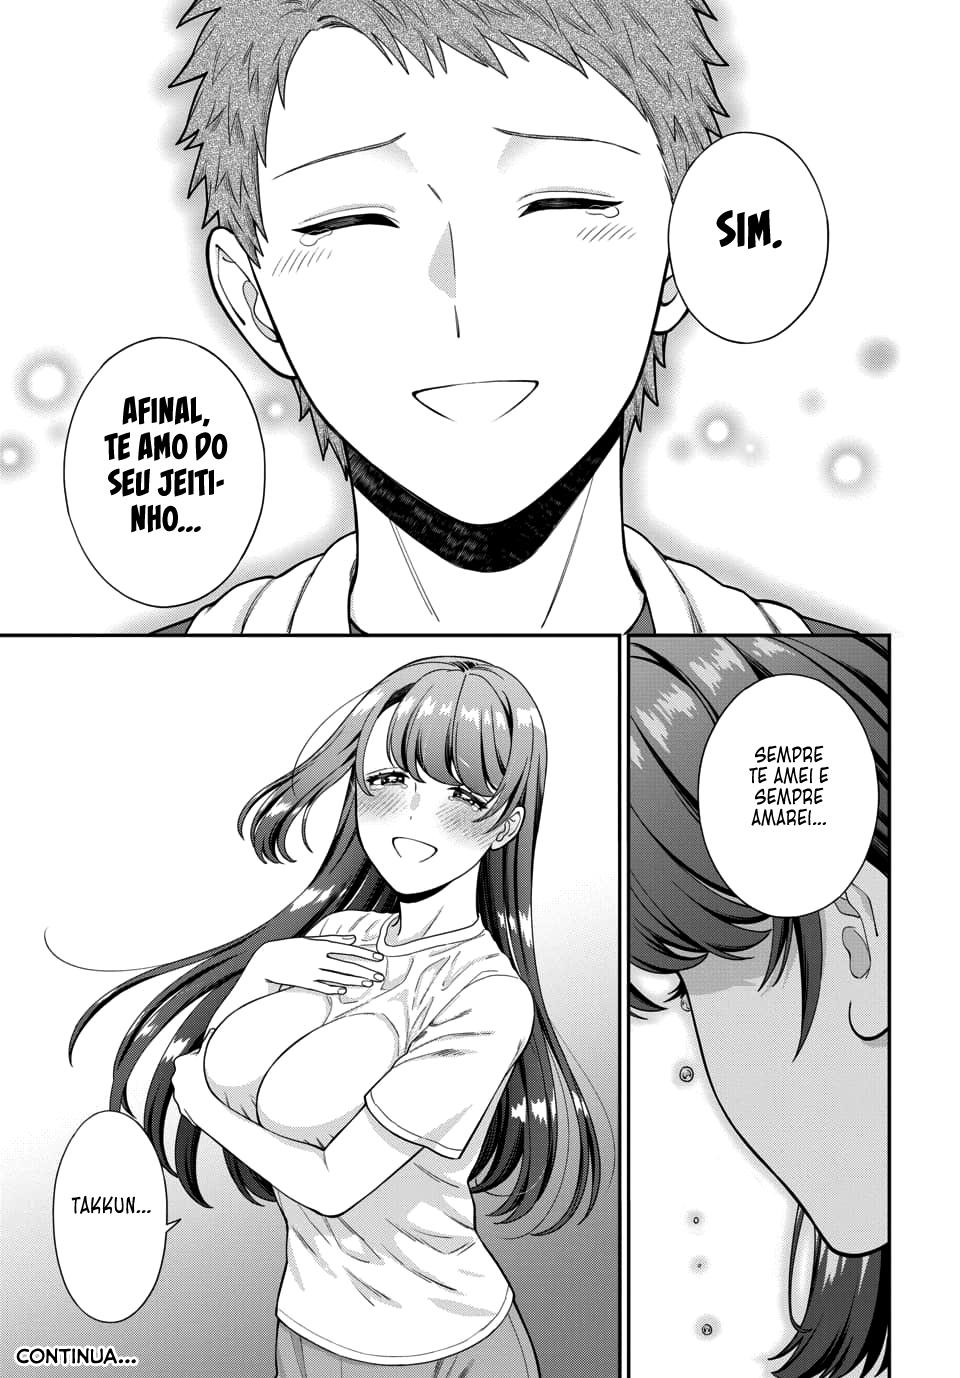 SIM.
AFINAL,
TE AMO DO
SEU JEITI-
NHO...
SEMPRE
TE AMEI E
SEMPRE
AMAREI...
TAKKUN...
CONTINUA...